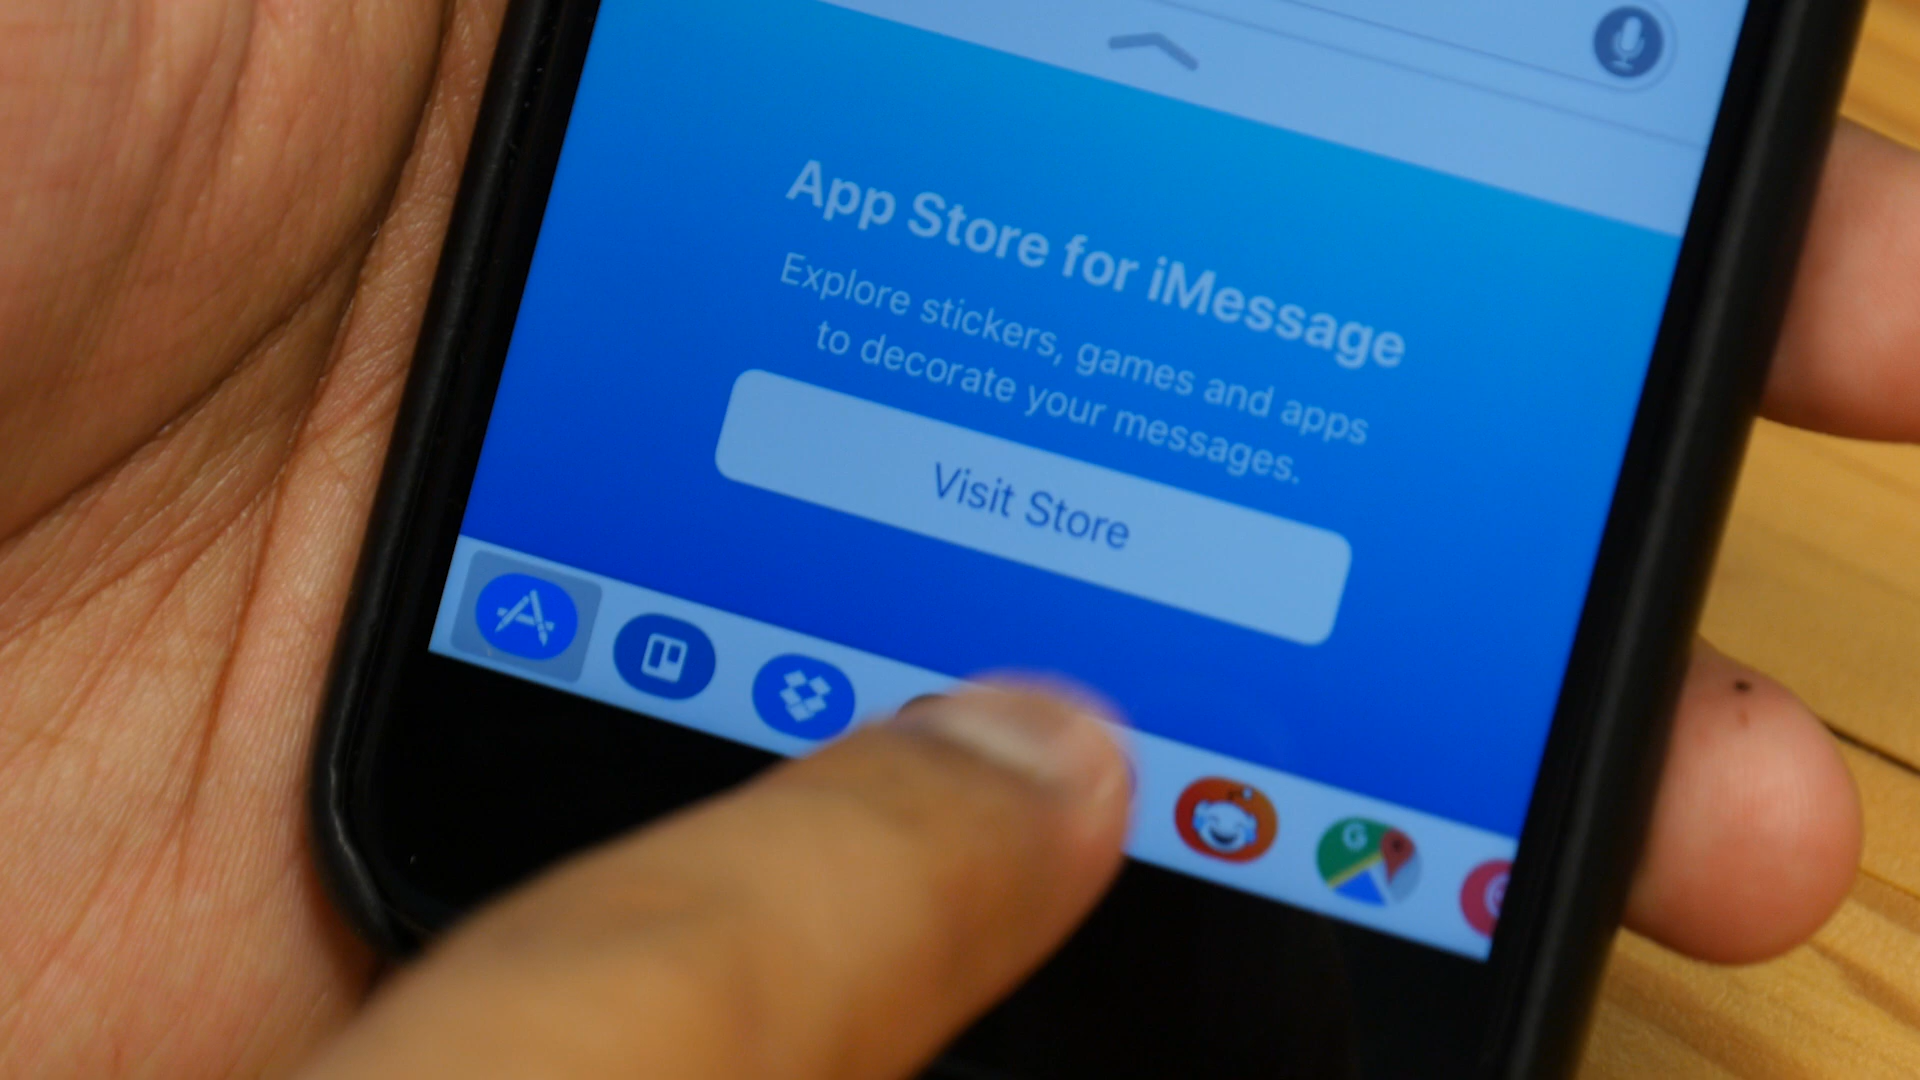 App Store for iMessage
Explore stickers, games and apps
to decorate your messages.
Visit Store
G